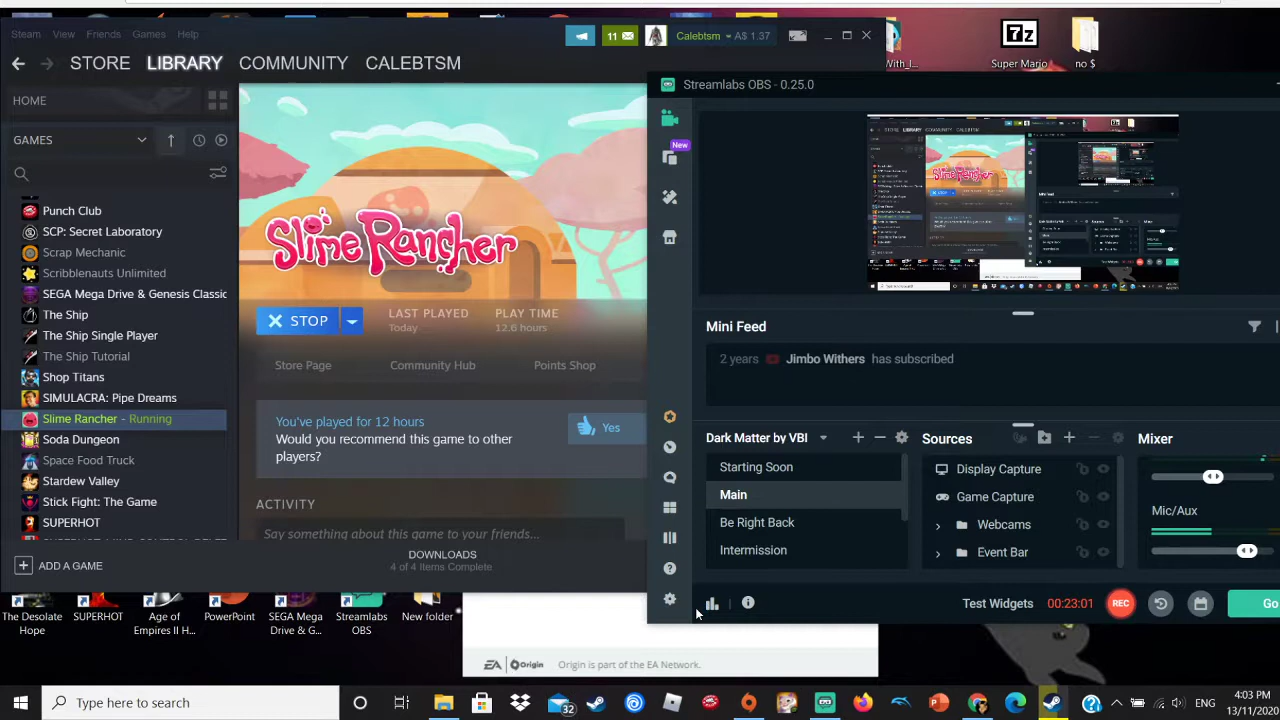 Steam View Friends Games Help
11
Calebtsm
A$ 1.37
With_I...
7z
Super Mario
no $
STORE LIBRARY COMMUNITY CALEBTSM
Streamlabs OBS - 0.25.0
HOME
GAMES
New
Slime Rancher
Punch Club
SCP: Secret Laboratory
Scrap Mechanic
Scribblenauts Unlimited
SEGA Mega Drive & Genesis Classic
The Ship
The Ship Single Player
The Ship Tutorial
Shop Titans
SIMULACRA: Pipe Dreams
Slime Rancher - Running
Soda Dungeon
Space Food Truck
Stardew Valley
Stick Fight: The Game
SUPERHOT
ADD A GAME
STOP
LAST PLAYED
Today
PLAY TIME
12.6 hours
Store Page Community Hub Points Shop
You've played for 12 hours
Would you recommend this game to other
players?
Yes
ACTIVITY
Say something about this game to your friends...
DOWNLOADS
4 of 4 Items Complete
Mini Feed
2 years Jimbo Withers has subscribed
Dark Matter by VBI
Starting Soon
Main
Be Right Back
Intermission
Sources
Display Capture
Game Capture
Webcams
Event Bar
Mixer
Mic/Aux
Test Widgets 00:23:01 REC Go
The Desolate
Hope
SUPERHOT
Age of
Empires II H...
PowerPoint
SEGA Mega
Drive & G...
Streamlabs
OBS
New folder
EA Origin Origin is part of the EA Network.
Type here to search
32
ENG
4:03 PM
13/11/2020